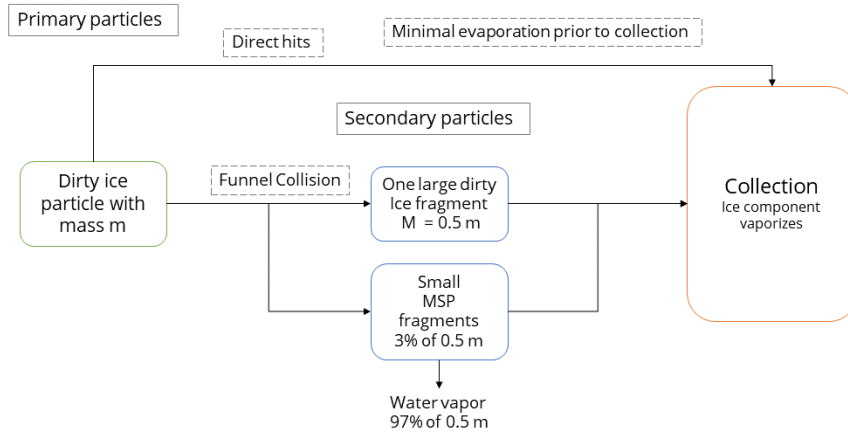 Primary particles
Direct hits
Minimal evaporation prior to collection
Secondary particles
Dirty ice
particle with
mass m
Funnel Collision
One large dirty
Ice fragment
M = 0.5 m
Collection
Ice component
vaporizes
Small
MSP
fragments
3% of 0.5 m
Water vapor
97% of 0.5 m